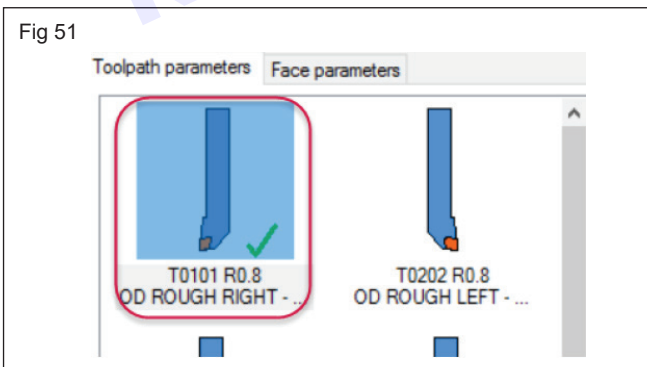 Fig 51
Toolpath parameters Face parameters
T0101 R0.8
OD ROUGH RIGHT - ...
T0202 R0.8
OD ROUGH LEFT - ...